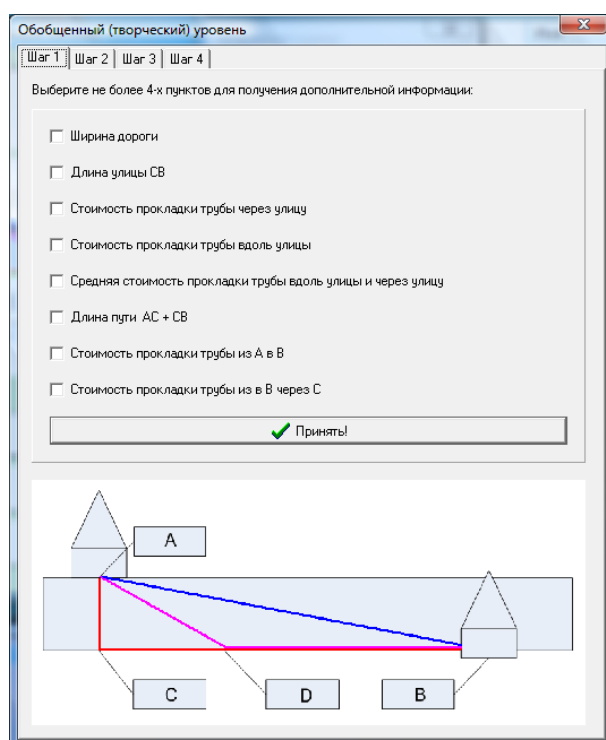 Обобщенный (творческий) уровень
Шаг 1 Шаг 2 Шаг 3 Шаг 4
Выберите не более 4-х пунктов для получения дополнительной информации:
Ширина дороги
Длина улицы СВ
Стоимость прокладки трубы через улицу
Стоимость прокладки трубы вдоль улицы
Средняя стоимость прокладки трубы вдоль улицы и через улицу
Длина пути АС + СВ
Стоимость прокладки трубы из А в В
Стоимость прокладки трубы из в В через С
Принять!
A
C D B